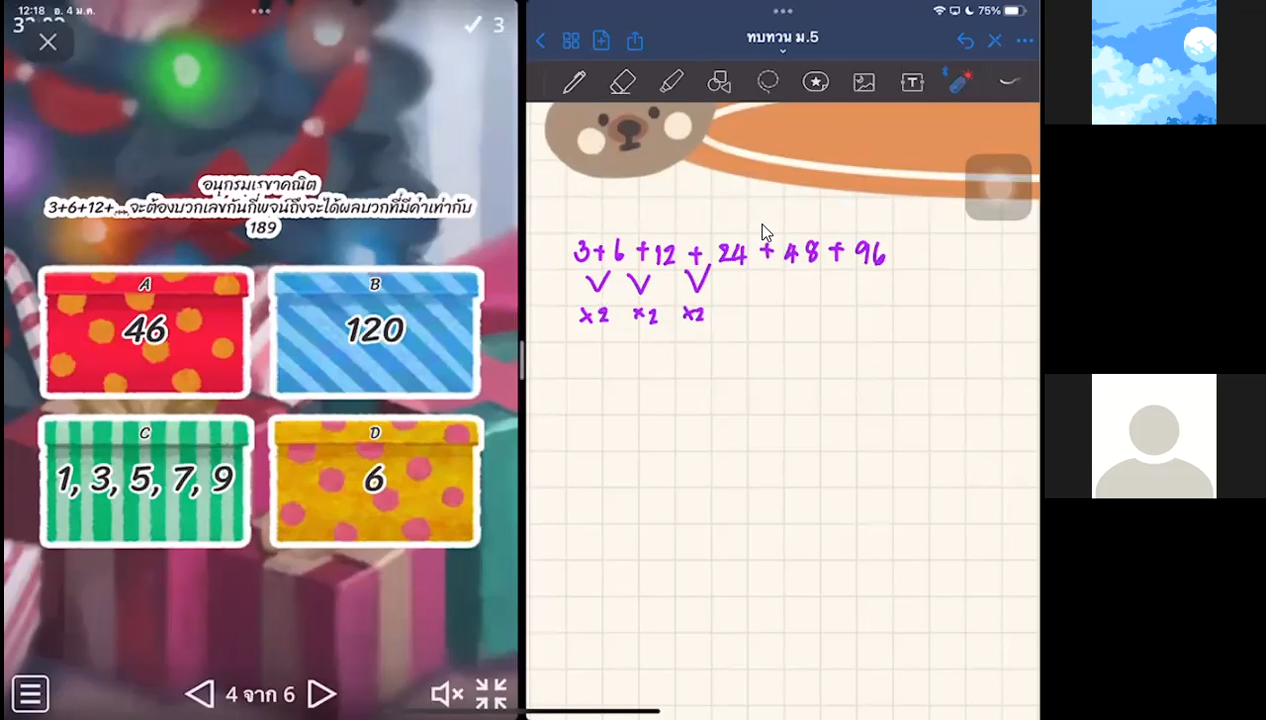 12:18 อ. 4 ม.ค.
3
อนุกรมเรขาคณิต
3+6+12+... จะต้องบวกเลขกันกี่พจน์ถึงจะได้ผลบวกที่มีค่าเท่ากับ
189
A
46
B
120
C
1, 3, 5, 7, 9
D
6
4 จาก 6
75%
ทบทวน ม.5
T
3+6+12+24+48+96
×2 ×2 ×2